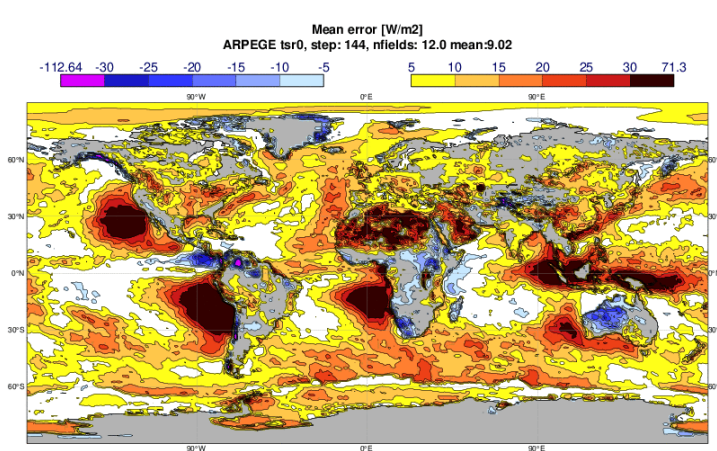 Mean error [W/m2]
ARPEGE tsr0, step: 144, nfields: 12.0 mean:9.02
-112.64 -30 -25 -20 -15 -10 -5 5 10 15 20 25 30 71.3
90°W 0°E 90°E
60°N 60°N
30°N 30°N
0°N
30°S 30°S
60°S 60°S
90°W 0°E 90°E